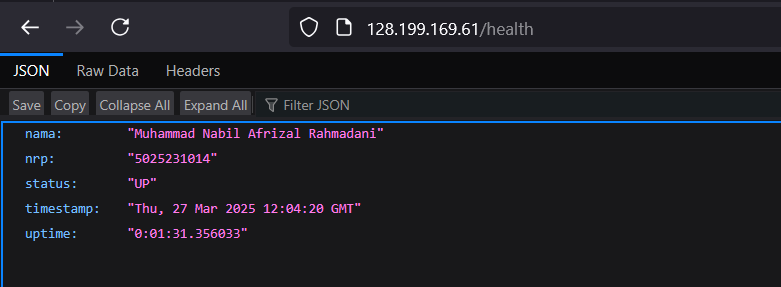 128.199.169.61/health
JSON Raw Data Headers
Save Copy Collapse All Expand All Filter JSON
nama: "Muhammad Nabil Afrizal Rahmadani"
nrp: "5025231014"
status: "UP"
timestamp: "Thu, 27 Mar 2025 12:04:20 GMT"
uptime: "0:01:31.356033"